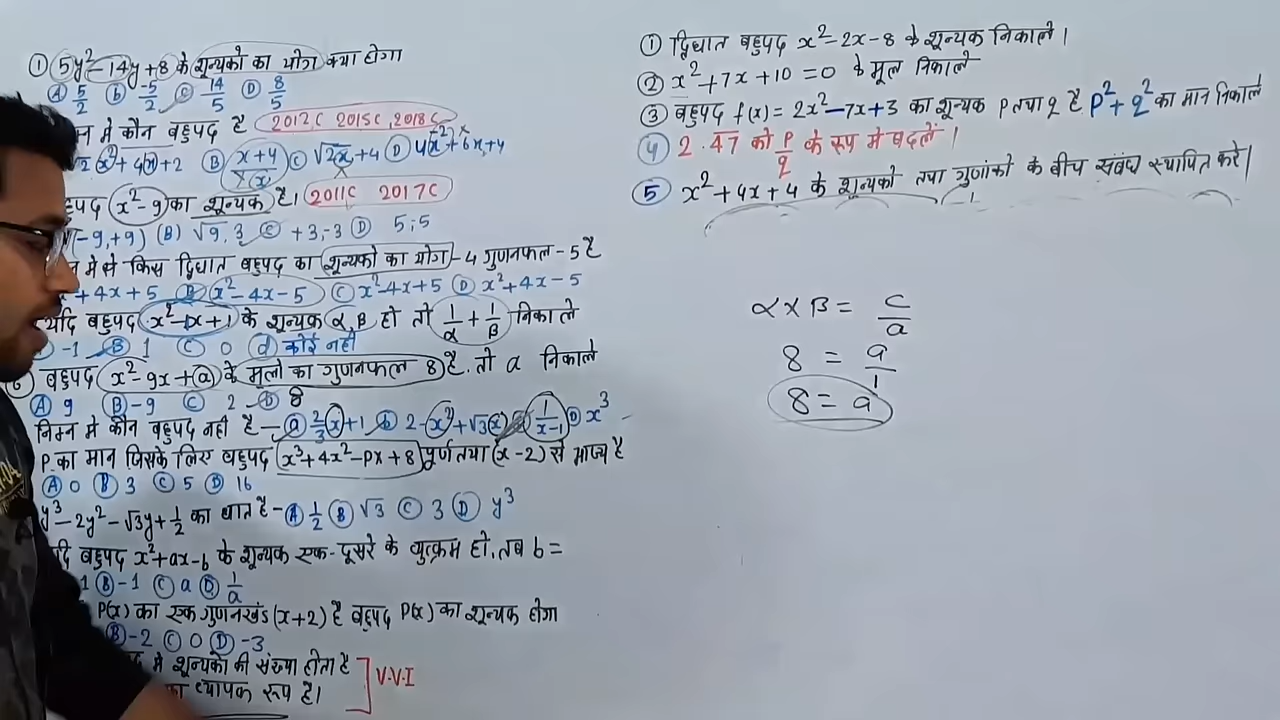 ① 5y²-14y+8 के शून्यको का योग क्या होगा
Ⓐ 5/2 ⓑ -5/2 Ⓒ 14/5 Ⓓ 8/5
म्न मे कौन बहुपद है 2012C 2015C, 2018C
Ⓑ x+4/ Ⓒ √2x+4 Ⓓ
x²-9 का शून्यक है। 2011C 2017C
(-9,+9) (B) √9, 3 Ⓒ +3,-3 Ⓓ 5;5
मे से किस द्विघात बहुपद का शून्यको का योग -4 गुणनफल -5 है
+4x+5 Ⓑ x²-4x-5 Ⓒ x²-4x+5 Ⓓ x²+4x-5
यदि बहुपद के शून्यक α, β हो तो 1/α + 1/β निकाले
-1 Ⓑ 1 Ⓒ 0 ⓓ कोई नही
बहुपद x²-9x+a के मूलो का गुणनफल 8 है. तो a निकाले
Ⓐ 9 Ⓑ -9 Ⓒ 2 Ⓓ 8
निम्न मे कौन बहुपद नही है - ⓐ 2/3 x+1 ⓑ 2-x²+√3x Ⓒ 1/x-1 Ⓓ x³
P का मान जिसके लिए बहुपद x³+4x²-px+8 पूर्ण तया (x-2) से भाज्य है
Ⓐ 0 Ⓑ 3 Ⓒ 5 Ⓓ 16
y³-2y²-√3y+1/2 का घात है - Ⓐ 1/2 Ⓑ √3 Ⓒ 3 Ⓓ y³
बहुपद x²+ax-b के शून्यक एक-दूसरे के व्युत्क्रम हो, तब b =
1 Ⓑ -1 Ⓒ a Ⓓ 1/a
P(x) का एक गुणनखंड (x+2) है बहुपद P(x) का शून्यक होगा
Ⓑ -2 Ⓒ 0 Ⓓ -3
मे शून्यको की संख्या होता है
का व्यापक रूप है।
V.V.I
① द्विघात बहुपद x²-2x-8 के शून्यक निकाले।
② x²+7x+10=0 के मूल निकाले
③ बहुपद f(x) = 2x²-7x+3 का शून्यक p तथा q है p²+q² का मान निकाले
④ 2.47 को p/q के रूप मे बदलें।
⑤ x²+4x+4 के शून्यको तथा गुणांको के बीच संबंध स्थापित करे।
α×β = c/a
8 = a/1
8 = a